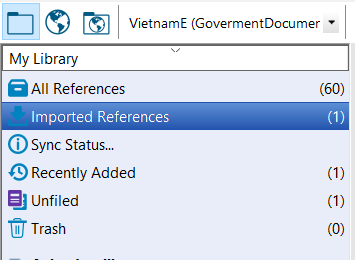 VietnamE (GovermentDocumer
My Library
All References (60)
Imported References (1)
Sync Status...
Recently Added (1)
Unfiled (1)
Trash (0)